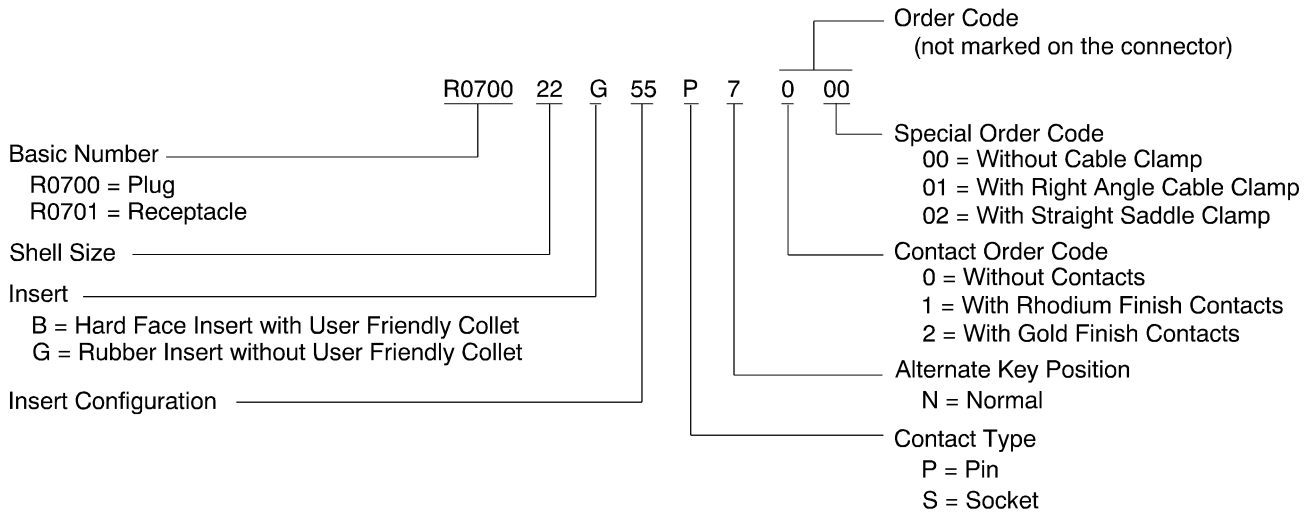 Order Code
(not marked on the connector)
R0700 22 G 55 P 7 0 00
Basic Number
R0700 = Plug
R0701 = Receptacle
Shell Size
Insert
B = Hard Face Insert with User Friendly Collet
G = Rubber Insert without User Friendly Collet
Insert Configuration
Special Order Code
00 = Without Cable Clamp
01 = With Right Angle Cable Clamp
02 = With Straight Saddle Clamp
Contact Order Code
0 = Without Contacts
1 = With Rhodium Finish Contacts
2 = With Gold Finish Contacts
Alternate Key Position
N = Normal
Contact Type
P = Pin
S = Socket